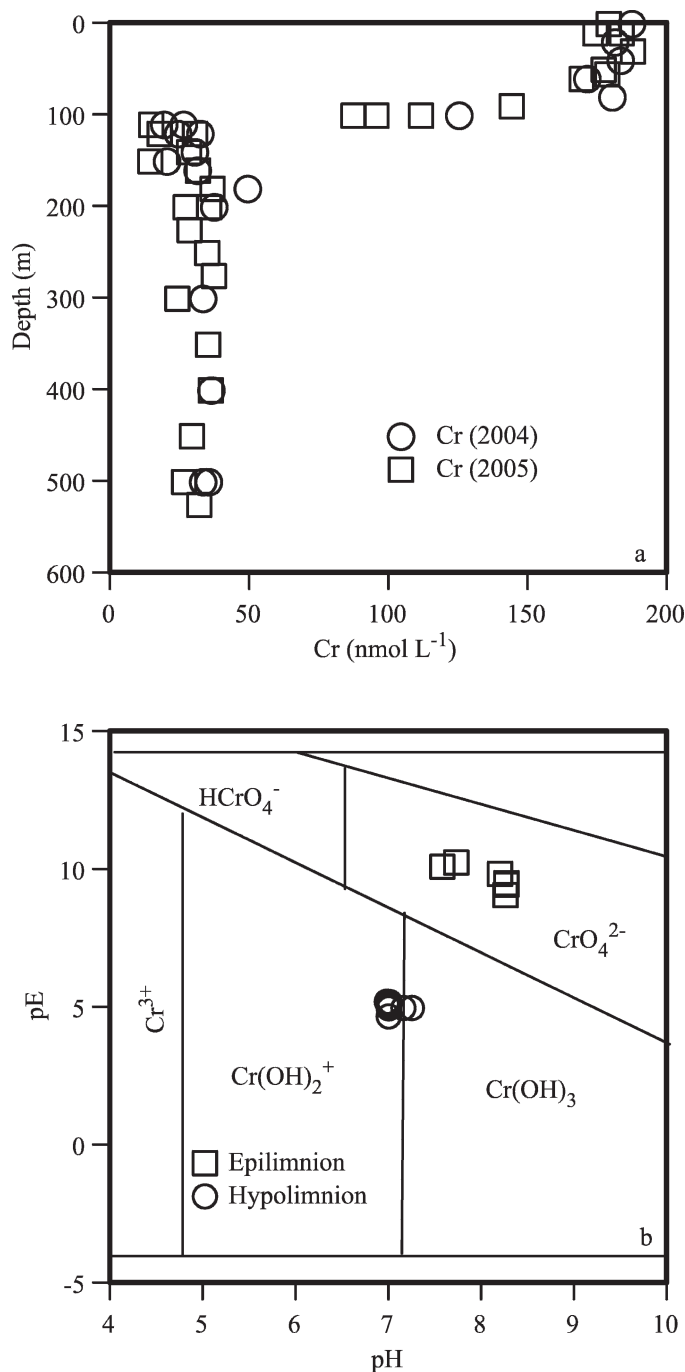 0
100
200
300
400
500
600
Depth (m)
Cr (2004)
Cr (2005)
a
0 50 100 150 200
Cr (nmol L⁻¹)
15
10
5
0
-5
pE
HCrO₄⁻
CrO₄²⁻
Cr³⁺
Cr(OH)₂⁺
Cr(OH)₃
Epilimnion
Hypolimnion
b
4 5 6 7 8 9 10
pH